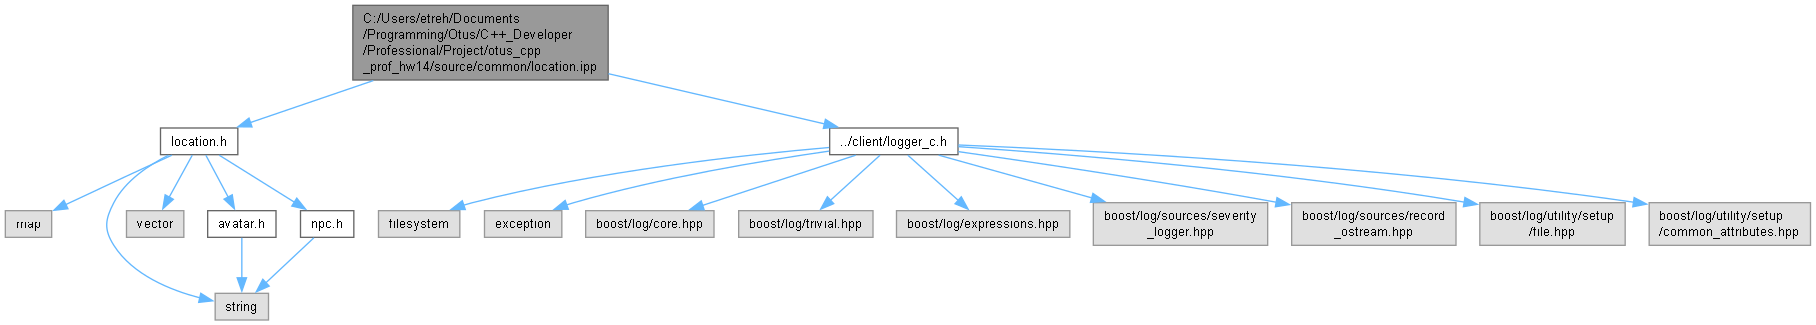 C:/Users/etreh/Documents
/Programming/Otus/C++_Developer
/Professional/Project/otus_cpp
_prof_hw14/source/common/location.ipp
location.h
../client/logger_c.h
map
vector
avatar.h
npc.h
filesystem
exception
boost/log/core.hpp
boost/log/trivial.hpp
boost/log/expressions.hpp
boost/log/sources/severity
_logger.hpp
boost/log/sources/record
_ostream.hpp
boost/log/utility/setup
/file.hpp
boost/log/utility/setup
/common_attributes.hpp
string